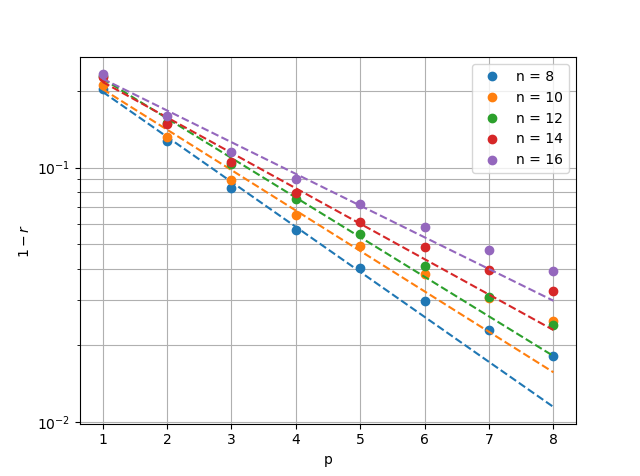 n = 8
n = 10
n = 12
n = 14
n = 16
10⁻¹
10⁻²
1 − r
1 2 3 4 5 6 7 8
p